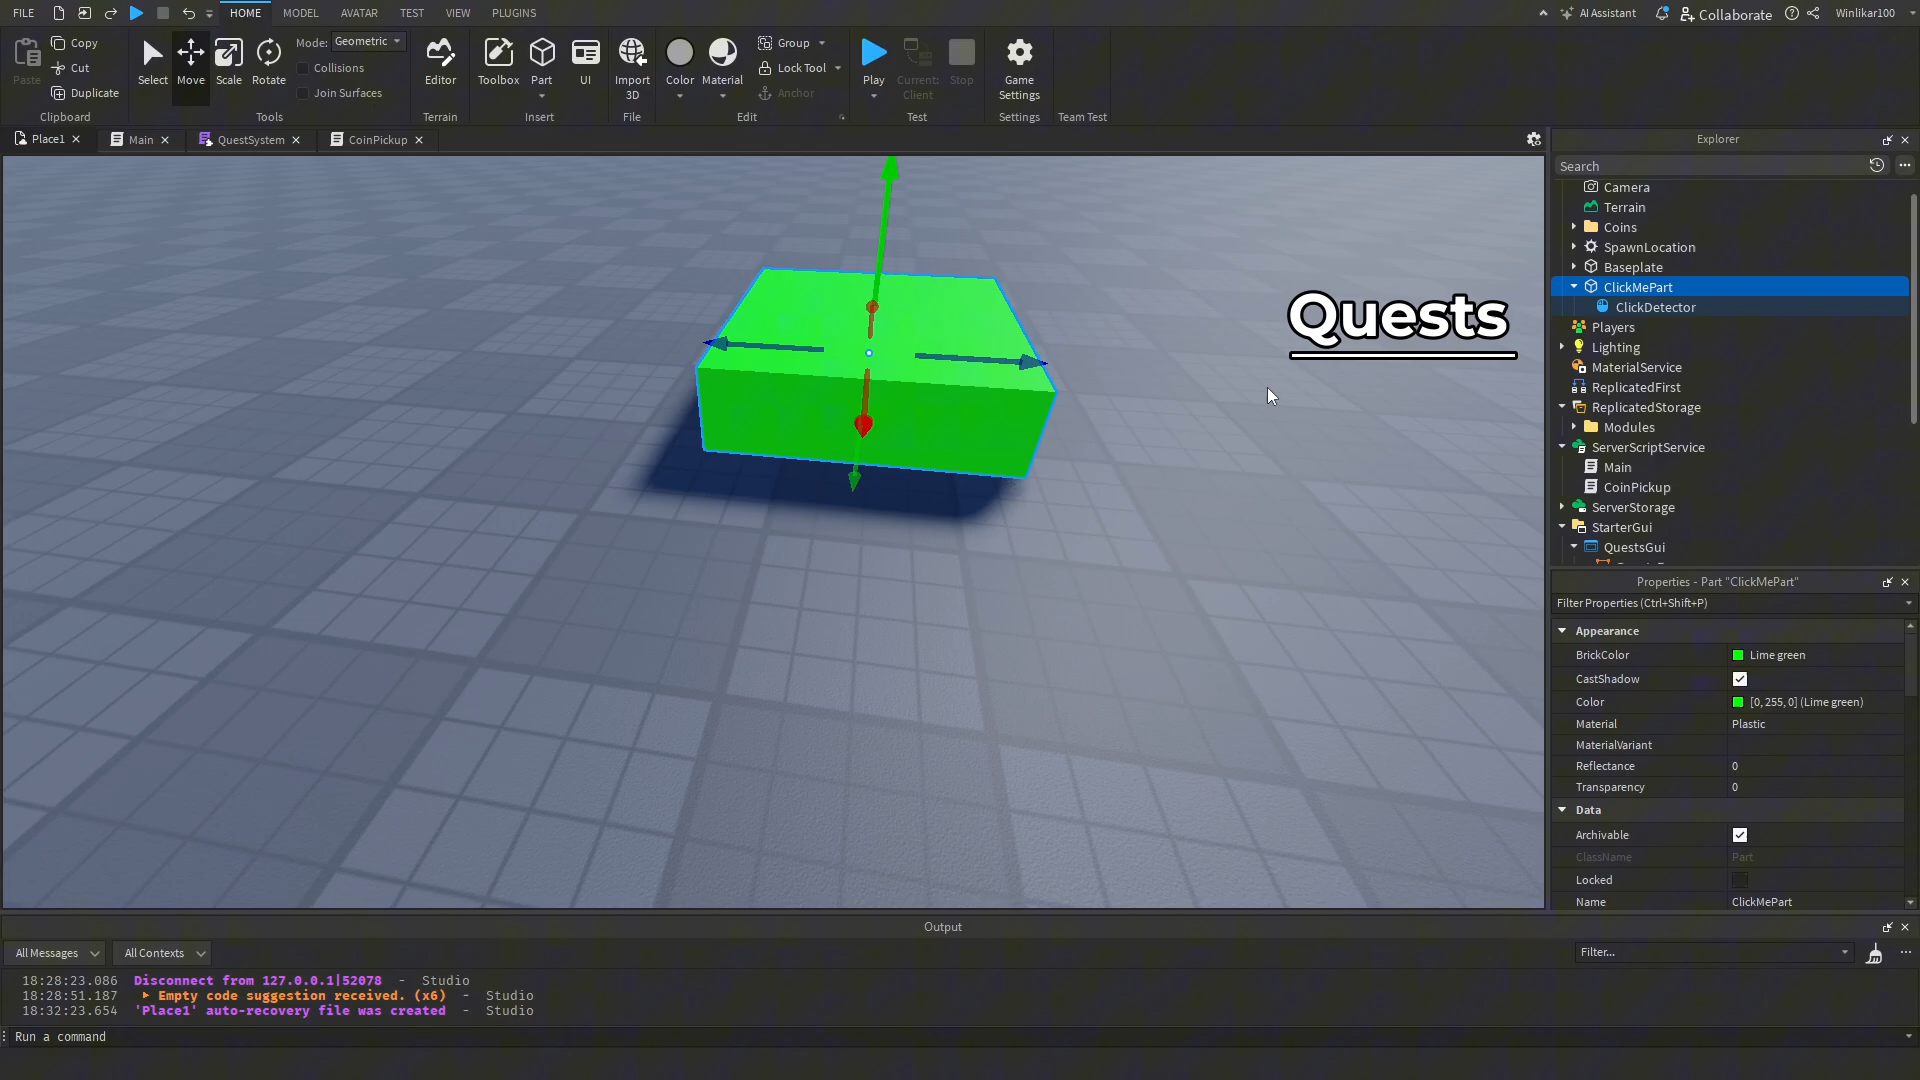 FILE
HOME
MODEL
AVATAR
TEST
VIEW
PLUGINS
AI Assistant
Collaborate
Winlikar100
Paste
Copy
Cut
Duplicate
Clipboard
Select
Move
Scale
Rotate
Mode: Geometric
Collisions
Join Surfaces
Tools
Editor
Terrain
Toolbox
Part
UI
Insert
Import
3D
File
Color
Material
Group
Lock Tool
Anchor
Edit
Play
Current:
Client
Stop
Test
Game
Settings
Settings
Team Test
Place1
Main
QuestSystem
CoinPickup
Quests
Explorer
Search
Camera
Terrain
Coins
SpawnLocation
Baseplate
ClickMePart
ClickDetector
Players
Lighting
MaterialService
ReplicatedFirst
ReplicatedStorage
Modules
ServerScriptService
Main
CoinPickup
ServerStorage
StarterGui
QuestsGui
Properties - Part "ClickMePart"
Filter Properties (Ctrl+Shift+P)
Appearance
BrickColor Lime green
CastShadow
Color [0, 255, 0] (Lime green)
Material Plastic
MaterialVariant
Reflectance 0
Transparency 0
Data
Archivable
ClassName Part
Locked
Name ClickMePart
Output
All Messages
All Contexts
Filter...
18:28:23.086 Disconnect from 127.0.0.1|52078 - Studio
18:28:51.187 Empty code suggestion received. (x6) - Studio
18:32:23.654 'Place1' auto-recovery file was created - Studio
Run a command